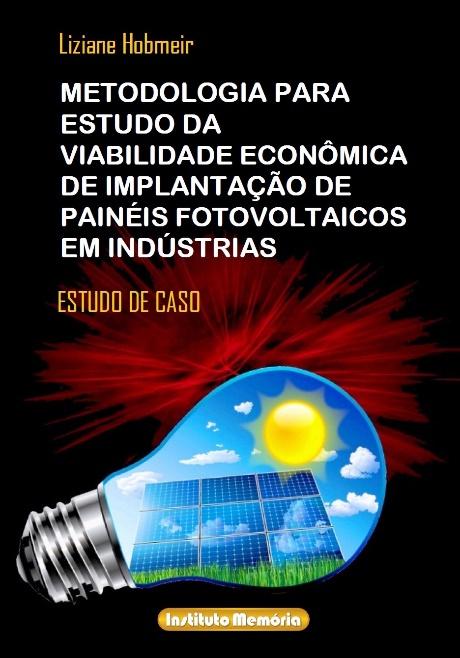 Liziane Hobmeir
METODOLOGIA PARA
ESTUDO DA
VIABILIDADE ECONÔMICA
DE IMPLANTAÇÃO DE
PAINÉIS FOTOVOLTAICOS
EM INDÚSTRIAS
ESTUDO DE CASO
Instituto Memória